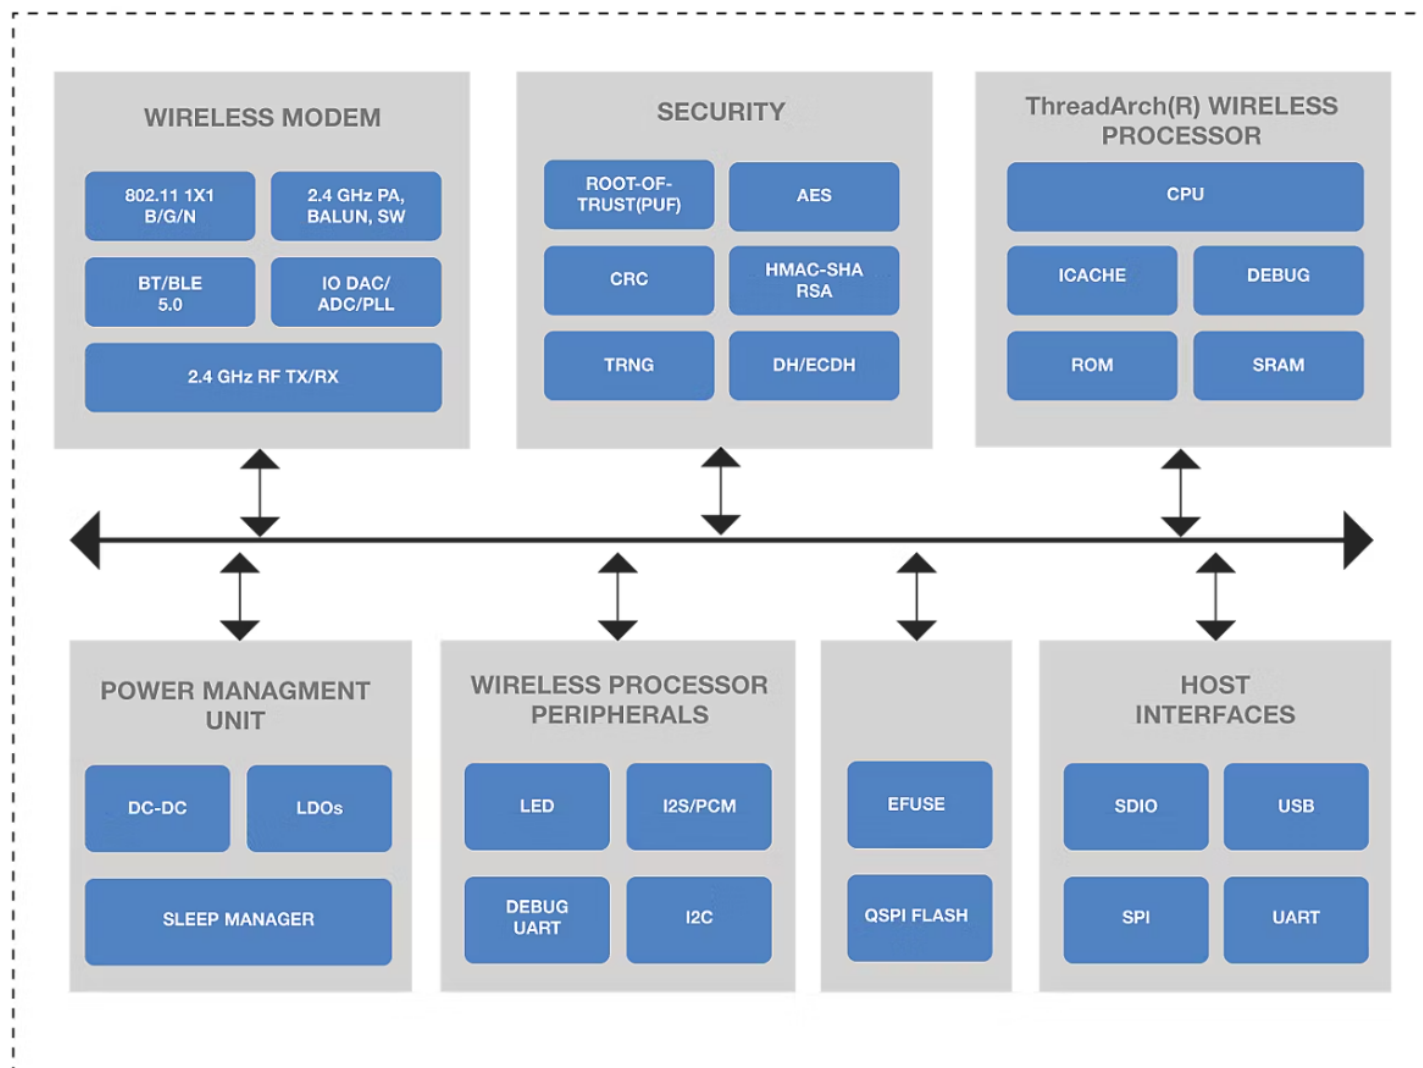 WIRELESS MODEM
802.11 1X1
B/G/N
2.4 GHz PA,
BALUN, SW
BT/BLE
5.0
IO DAC/
ADC/PLL
2.4 GHz RF TX/RX
SECURITY
ROOT-OF-
TRUST(PUF)
AES
CRC
HMAC-SHA
RSA
TRNG
DH/ECDH
ThreadArch(R) WIRELESS
PROCESSOR
CPU
ICACHE
DEBUG
ROM
SRAM
POWER MANAGMENT
UNIT
DC-DC
LDOs
SLEEP MANAGER
WIRELESS PROCESSOR
PERIPHERALS
LED
I2S/PCM
DEBUG
UART
I2C
EFUSE
QSPI FLASH
HOST
INTERFACES
SDIO
USB
SPI
UART